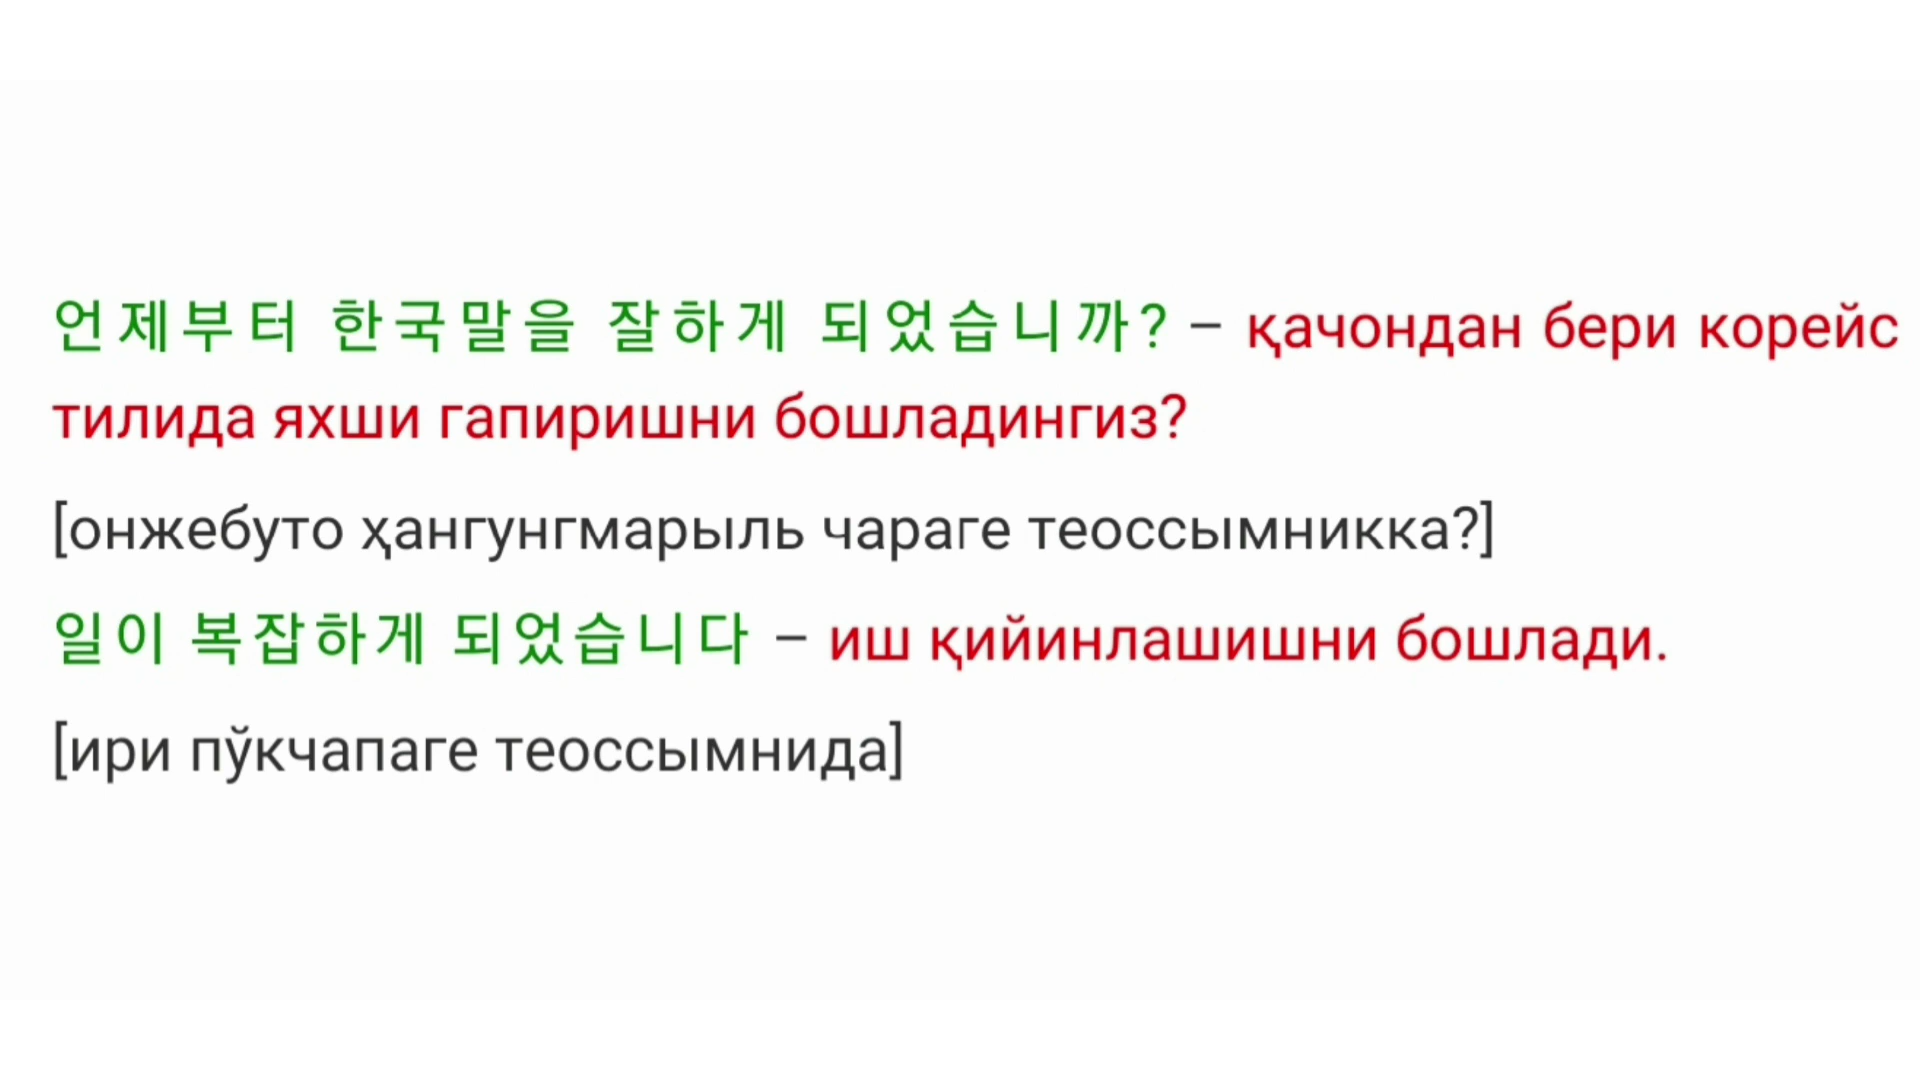 언제부터 한국말을 잘하게 되었습니까? – қачондан бери корейс
тилида яхши гапиришни бошладингиз?
[онжебуто ҳангунгмарыль чараге теоссымникка?]
일이 복잡하게 되었습니다 – иш қийинлашишни бошлади.
[ири пўкчапаге теоссымнида]